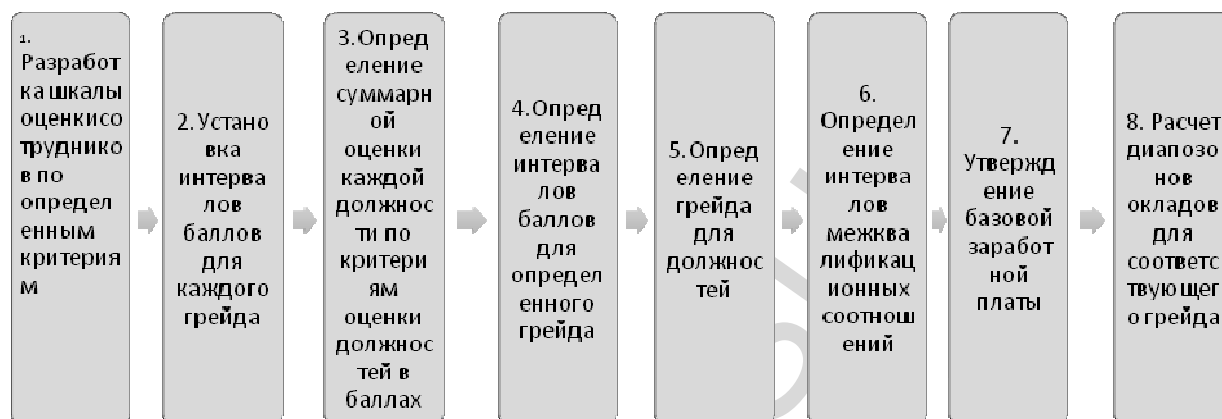 1.
Разработ
ка шкалы
оценкисо
трудннико
в по
определ
енным
критерия
м
2.Устано
вка
интерва
лов
баллов
для
каждого
грейда
3.Опред
еление
суммарн
ой
оценки
каждой
должнос
ти по
критери
ям
оценки
должнос
тей в
баллах
4.Опред
еление
интерва
лов
баллов
для
определ
енного
грейда
5.Опред
еление
грейда
для
должнос
тей
6.
Определ
ение
интерва
лов
межква
лификац
ионных
соотнош
ений
7.
Утвержд
ение
базовой
заработ
ной
платы
8. Расчет
диапозо
нов
окладов
для
соответс
твующег
о грейда